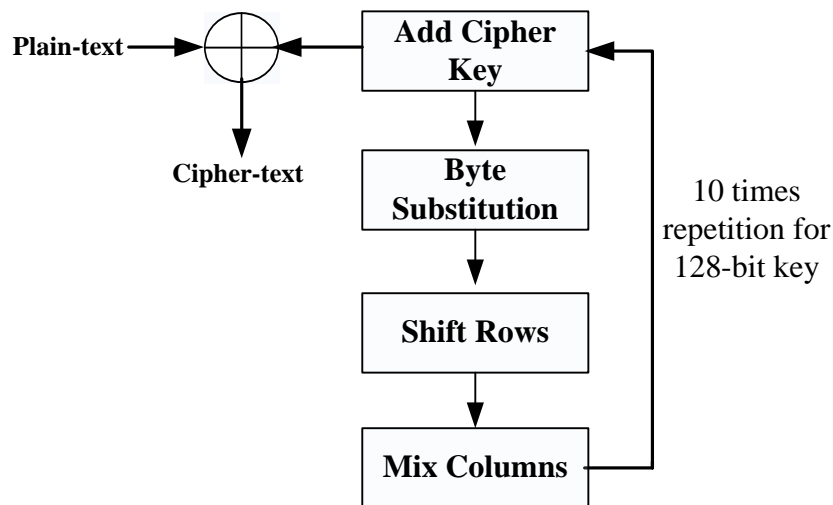 Plain-text
Add Cipher
Key
Cipher-text
Byte
Substitution
10 times
repetition for
128-bit key
Shift Rows
Mix Columns